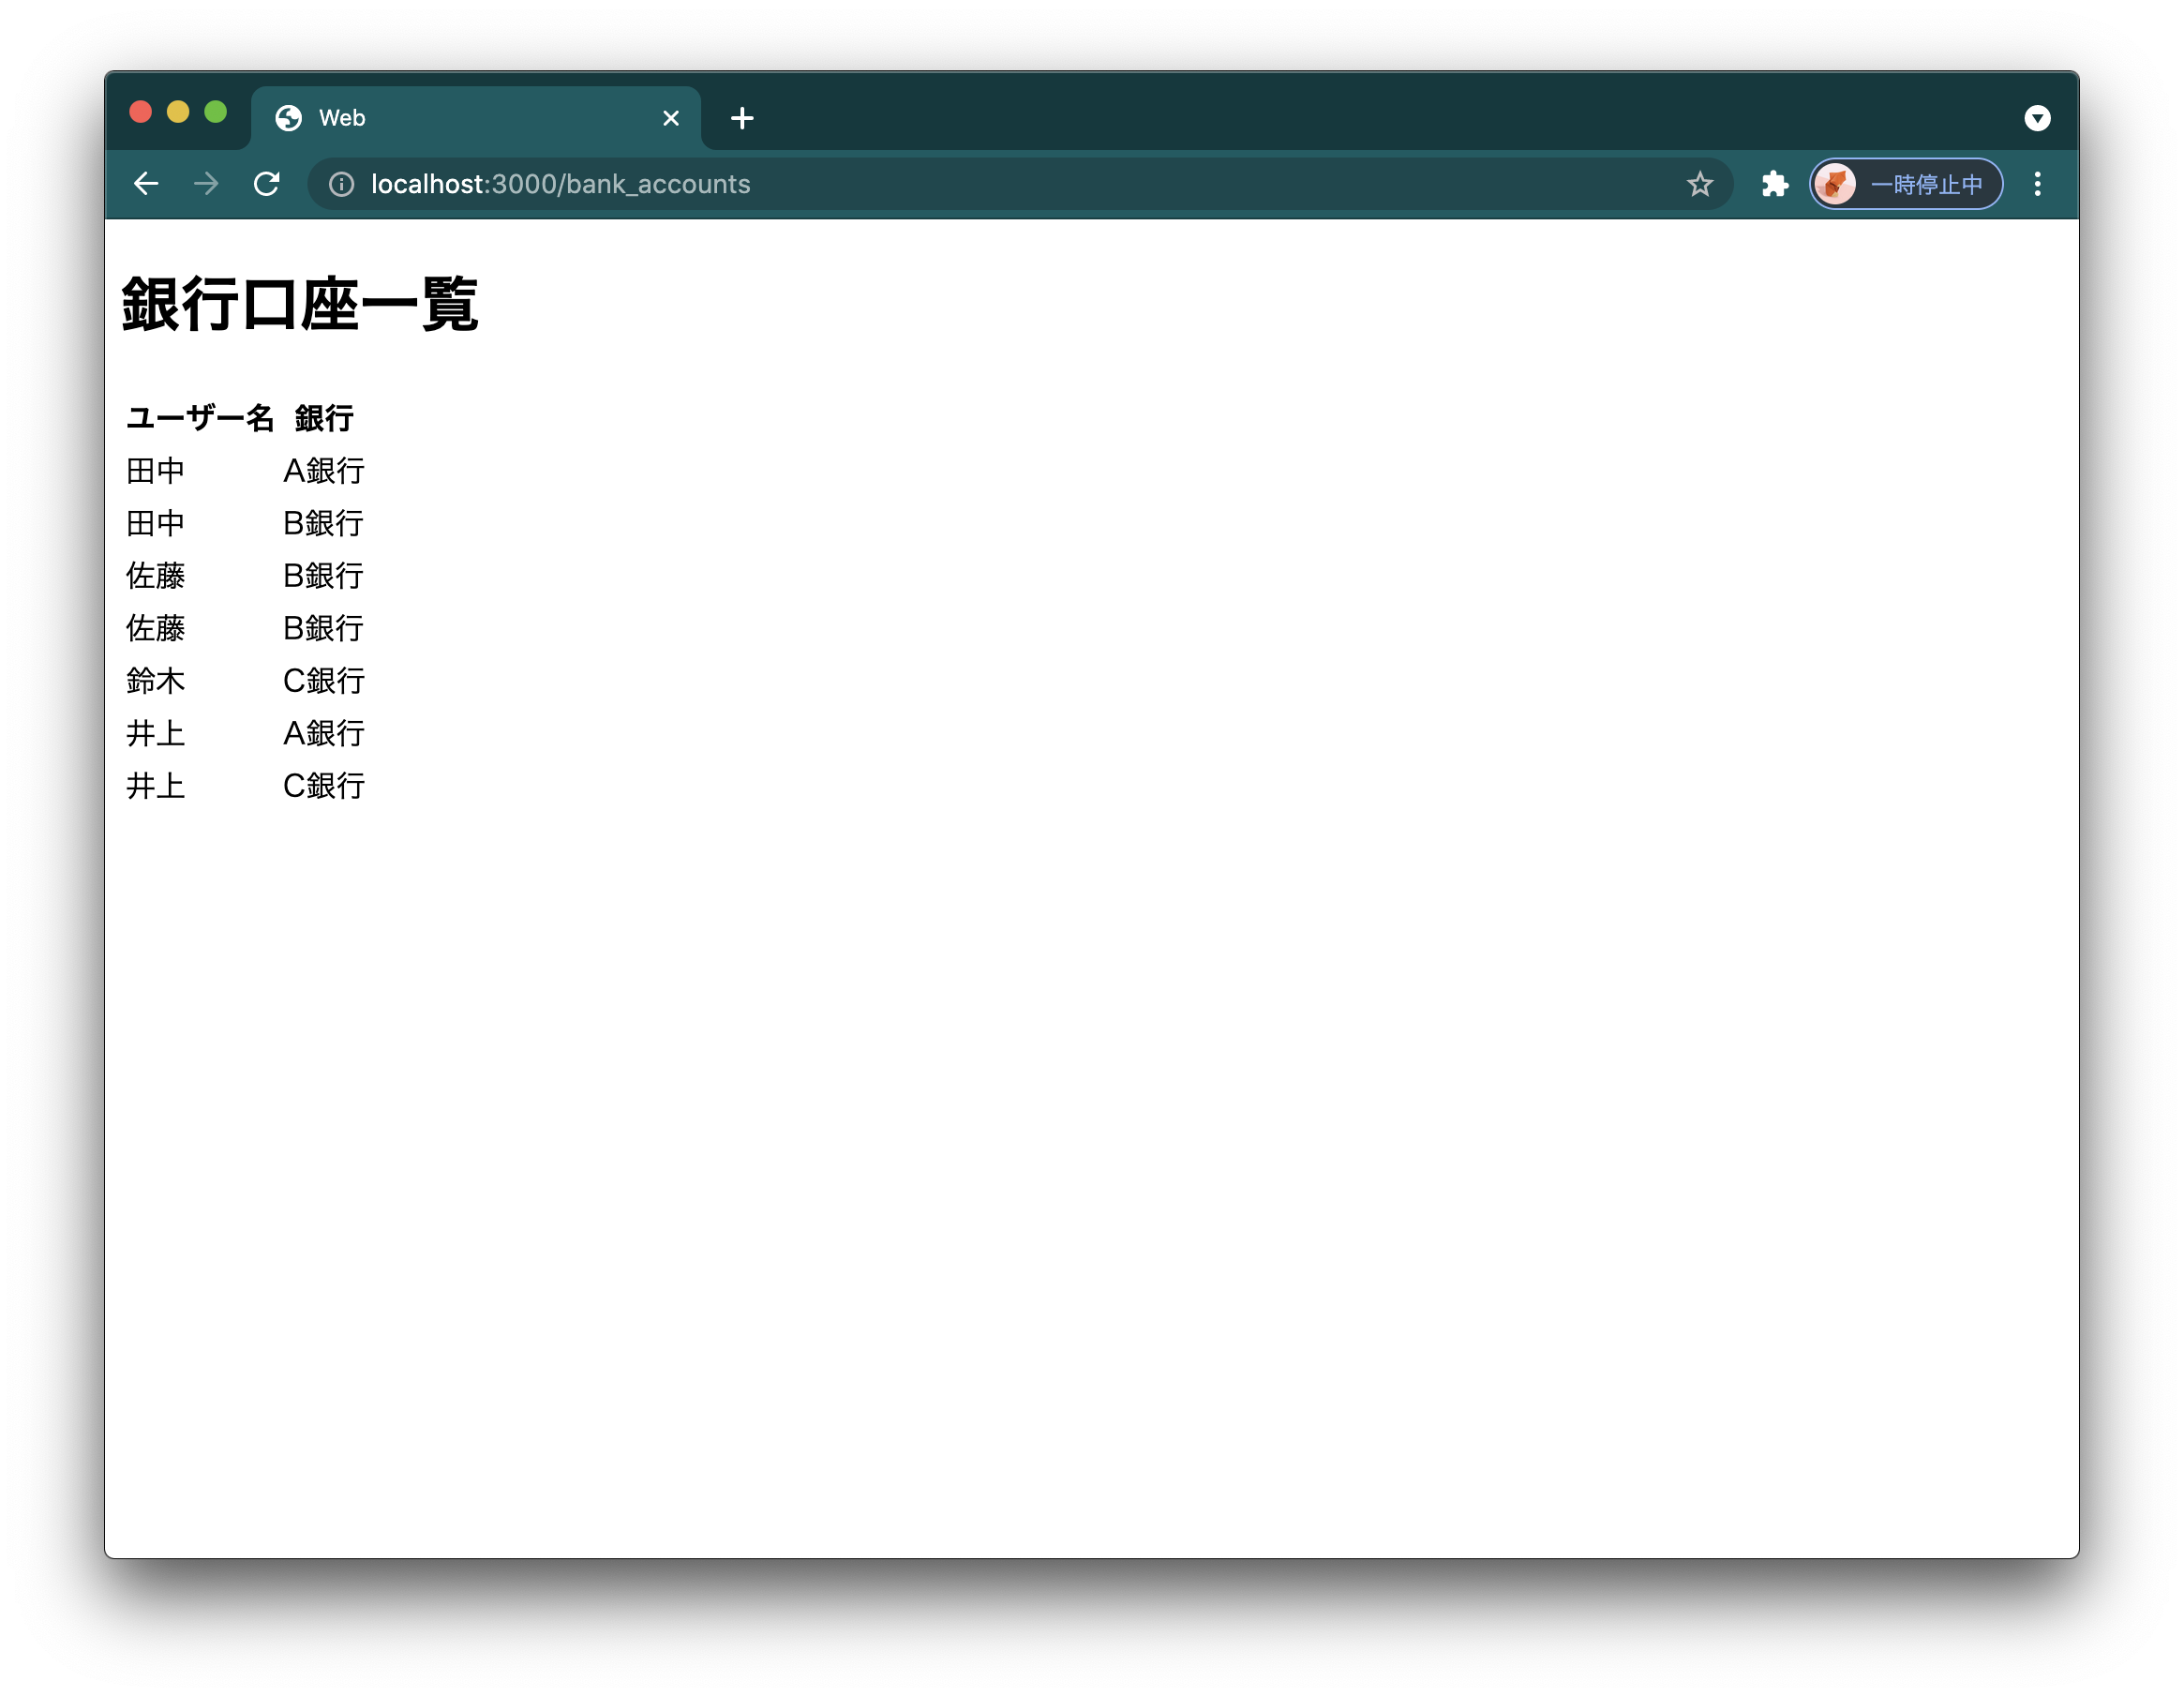 Web
localhost:3000/bank_accounts
一時停止中
銀行口座一覧
ユーザー名 銀行
田中 A銀行
田中 B銀行
佐藤 B銀行
佐藤 B銀行
鈴木 C銀行
井上 A銀行
井上 C銀行